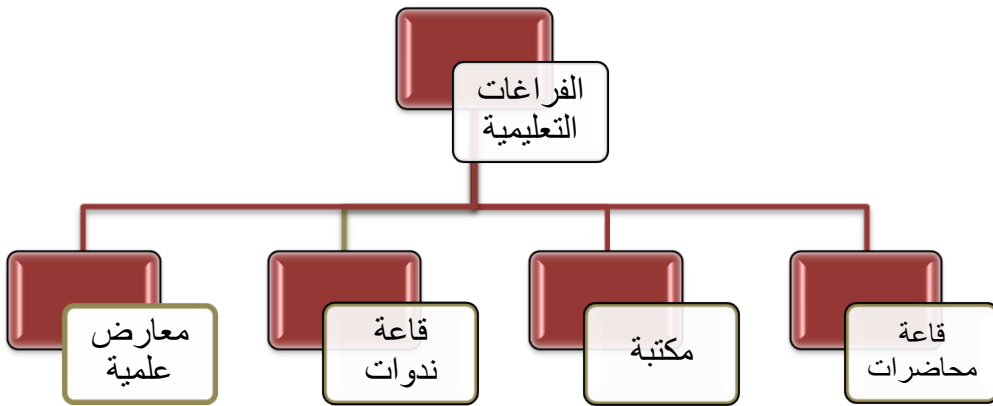 الفراغات
التعليمية
قاعة
محاضرات
مكتبة
قاعة
ندوات
معارض
علمية